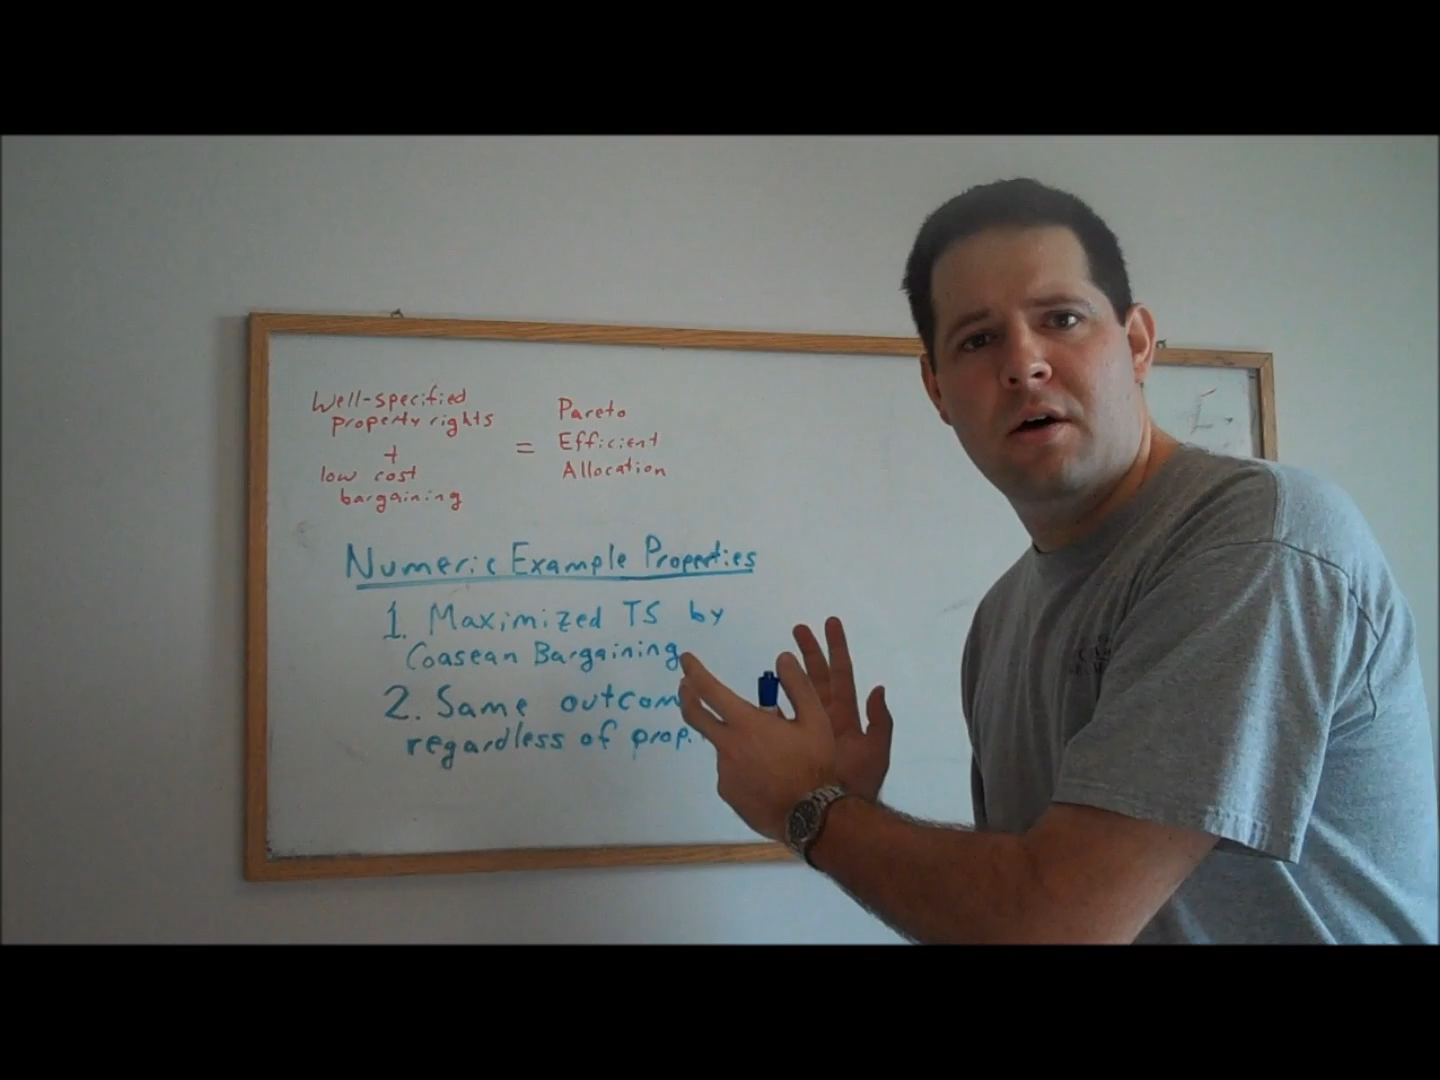 Well-specified
property rights
+
low cost
bargaining
=
Pareto
Efficient
Allocation
Numeric Example Properties
1. Maximized TS by
Coasean Bargaining
2. Same outcom
regardless of prop.